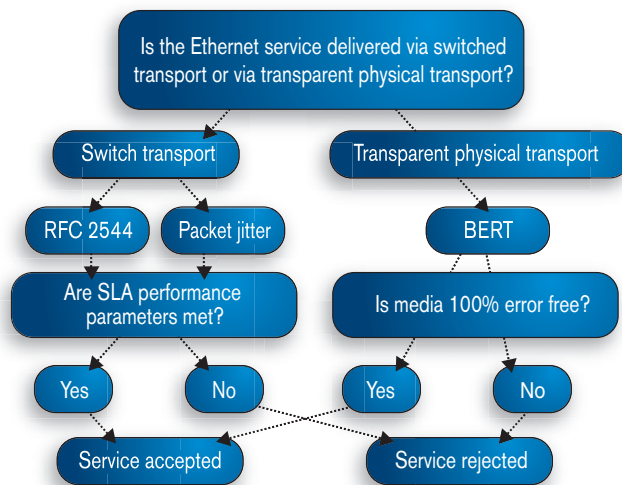 Is the Ethernet service delivered via switched
transport or via transparent physical transport?
Switch transport
Transparent physical transport
RFC 2544
Packet jitter
BERT
Are SLA performance
parameters met?
Is media 100% error free?
Yes
No
Yes
No
Service accepted
Service rejected